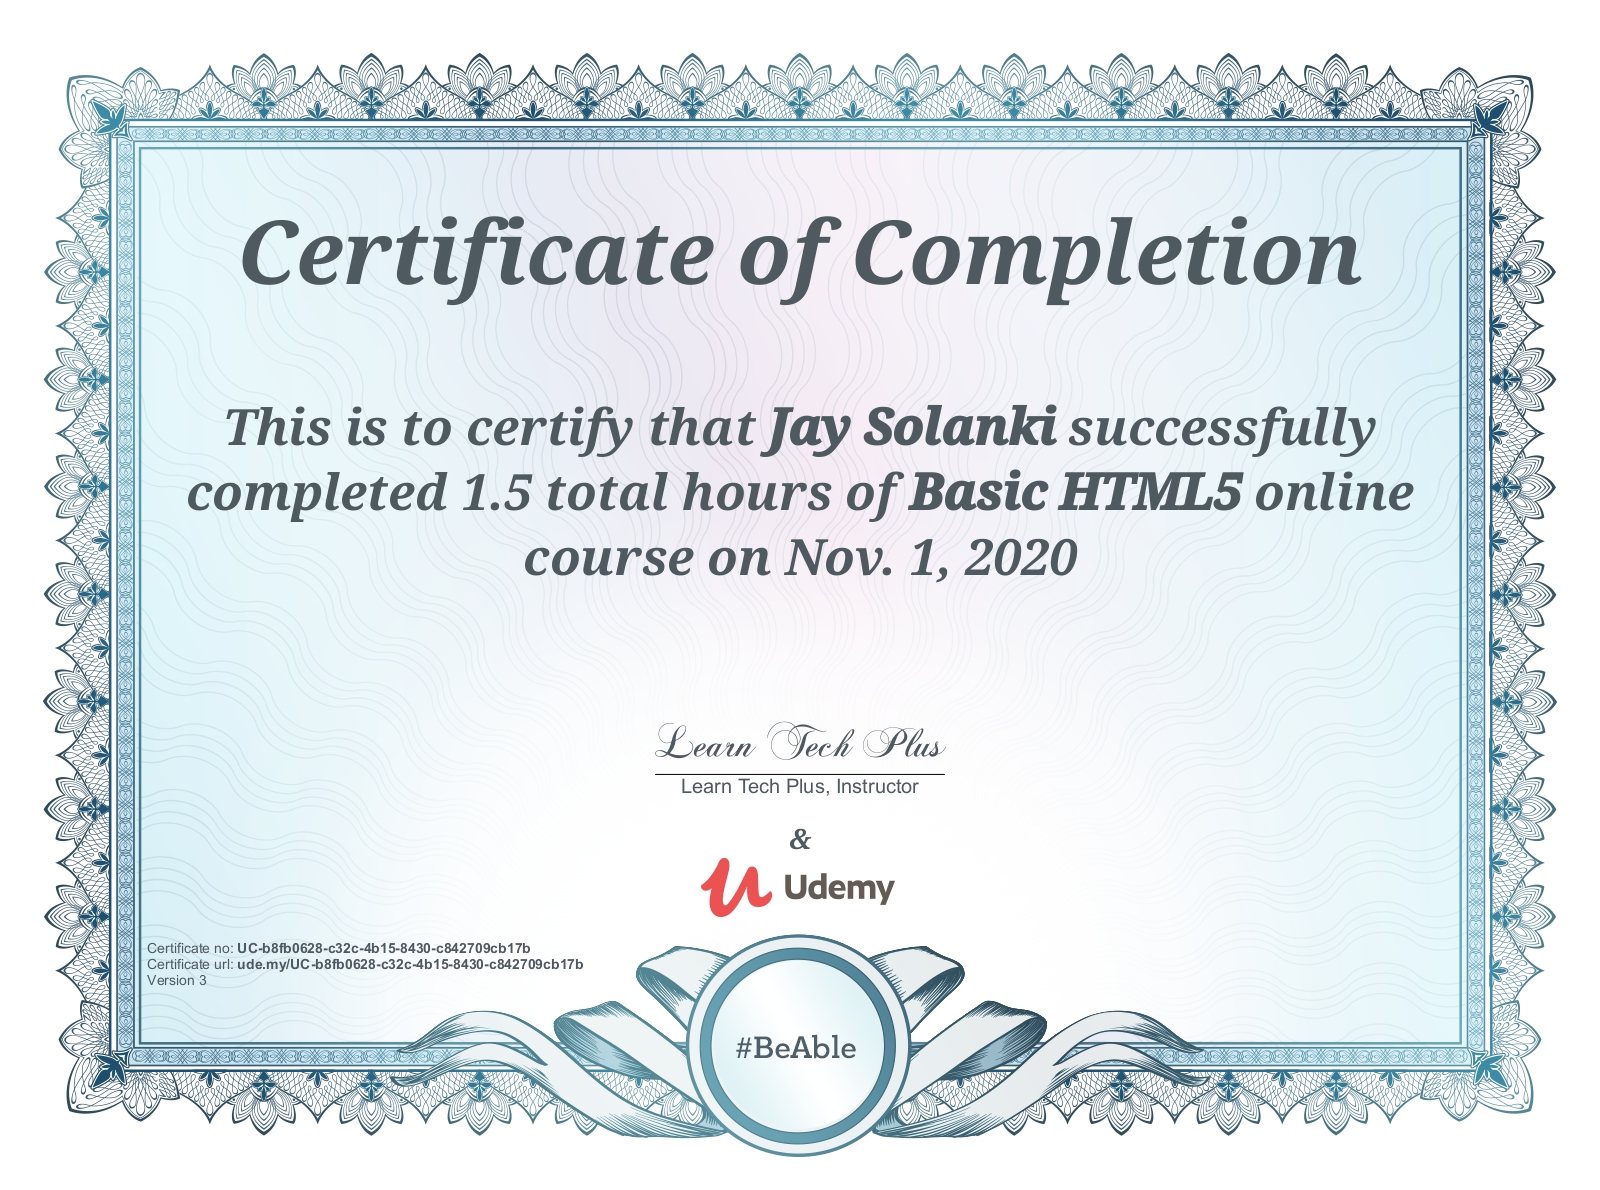 Certificate of Completion
This is to certify that Jay Solanki successfully
completed 1.5 total hours of Basic HTML5 online
course on Nov. 1, 2020
Learn Tech Plus
Learn Tech Plus, Instructor
&
Udemy
Certificate no: UC-b8fb0628-c32c-4b15-8430-c842709cb17b
Certificate url: ude.my/UC-b8fb0628-c32c-4b15-8430-c842709cb17b
Version 3
#BeAble